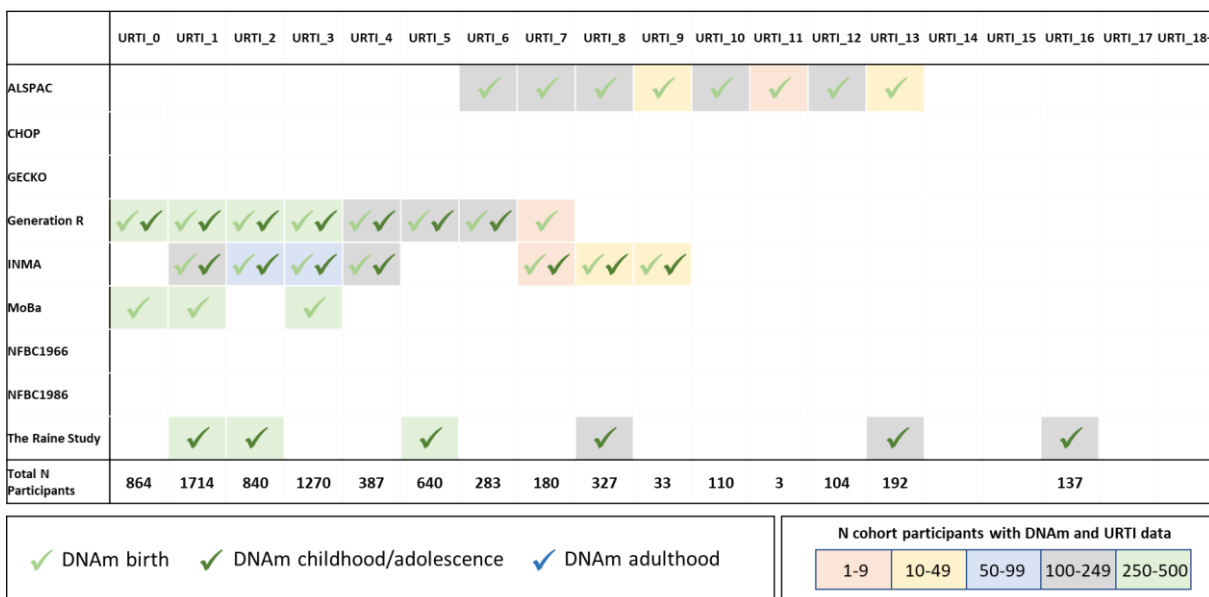 URTI_0 URTI_1 URTI_2 URTI_3 URTI_4 URTI_5 URTI_6 URTI_7 URTI_8 URTI_9 URTI_10 URTI_11 URTI_12 URTI_13 URTI_14 URTI_15 URTI_16 URTI_17 URTI_18-
ALSPAC
CHOP
GECKO
Generation R
INMA
MoBa
NFBC1966
NFBC1986
The Raine Study
Total N
Participants
864 1714 840 1270 387 640 283 180 327 33 110 3 104 192 137
DNAm birth DNAm childhood/adolescence DNAm adulthood
N cohort participants with DNAm and URTI data
1-9 10-49 50-99 100-249 250-500